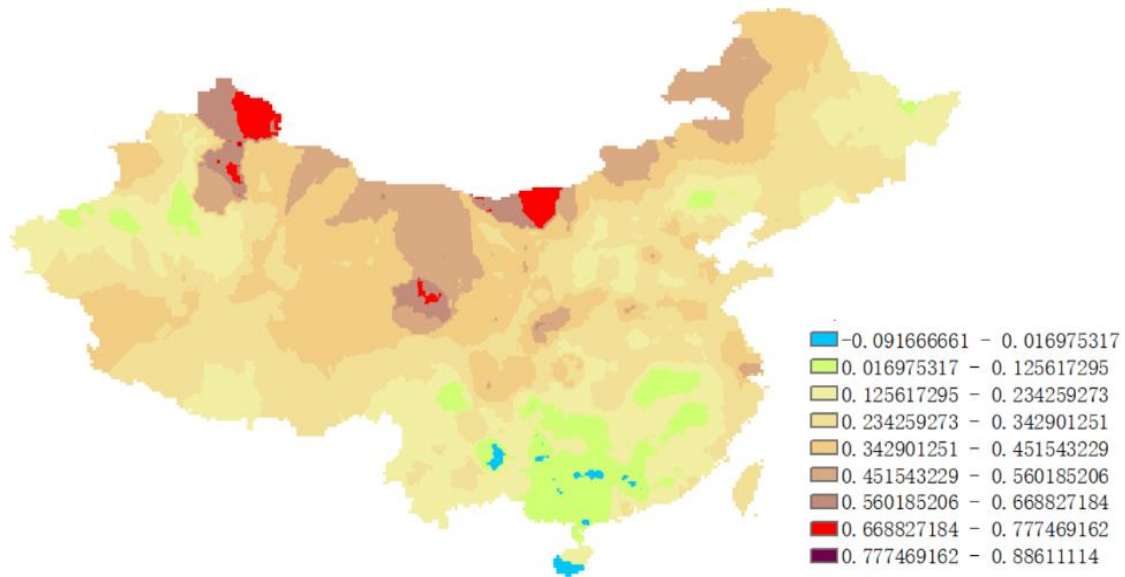 -0.091666661 - 0.016975317
0.016975317 - 0.125617295
0.125617295 - 0.234259273
0.234259273 - 0.342901251
0.342901251 - 0.451543229
0.451543229 - 0.560185206
0.560185206 - 0.668827184
0.668827184 - 0.777469162
0.777469162 - 0.88611114